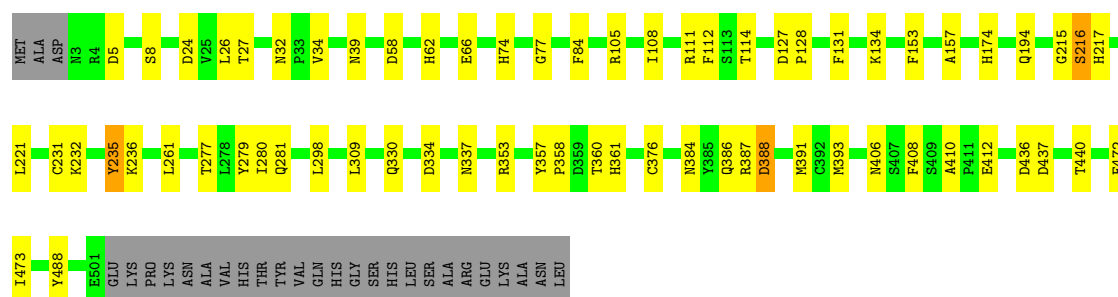 MET ALA ASP N3 R4 D5 S8 D24 V25 L26 T27 N32 P33 V34 N39 D58 H62 E66 H74 G77 F84 R105 I108 R111 F112 S113 T114 D127 P128 F131 K134 F153 A157 H174 Q194 G215 S216 H217
L221 C231 K232 Y235 K236 L261 T277 L278 Y279 I280 Q281 L298 L309 Q330 D334 N337 R353 Y357 P358 D359 T360 H361 C376 N384 Y385 Q386 R387 D388 M391 C392 M393 N406 S407 F408 S409 A410 P411 E412 D436 D437 T440
I473 Y488 E501 GLU LYS PRO LYS ASN ALA VAL HIS THR TYR VAL GLN HIS GLY SER HIS LEU SER ALA ARG GLU LYS ALA ASN LEU